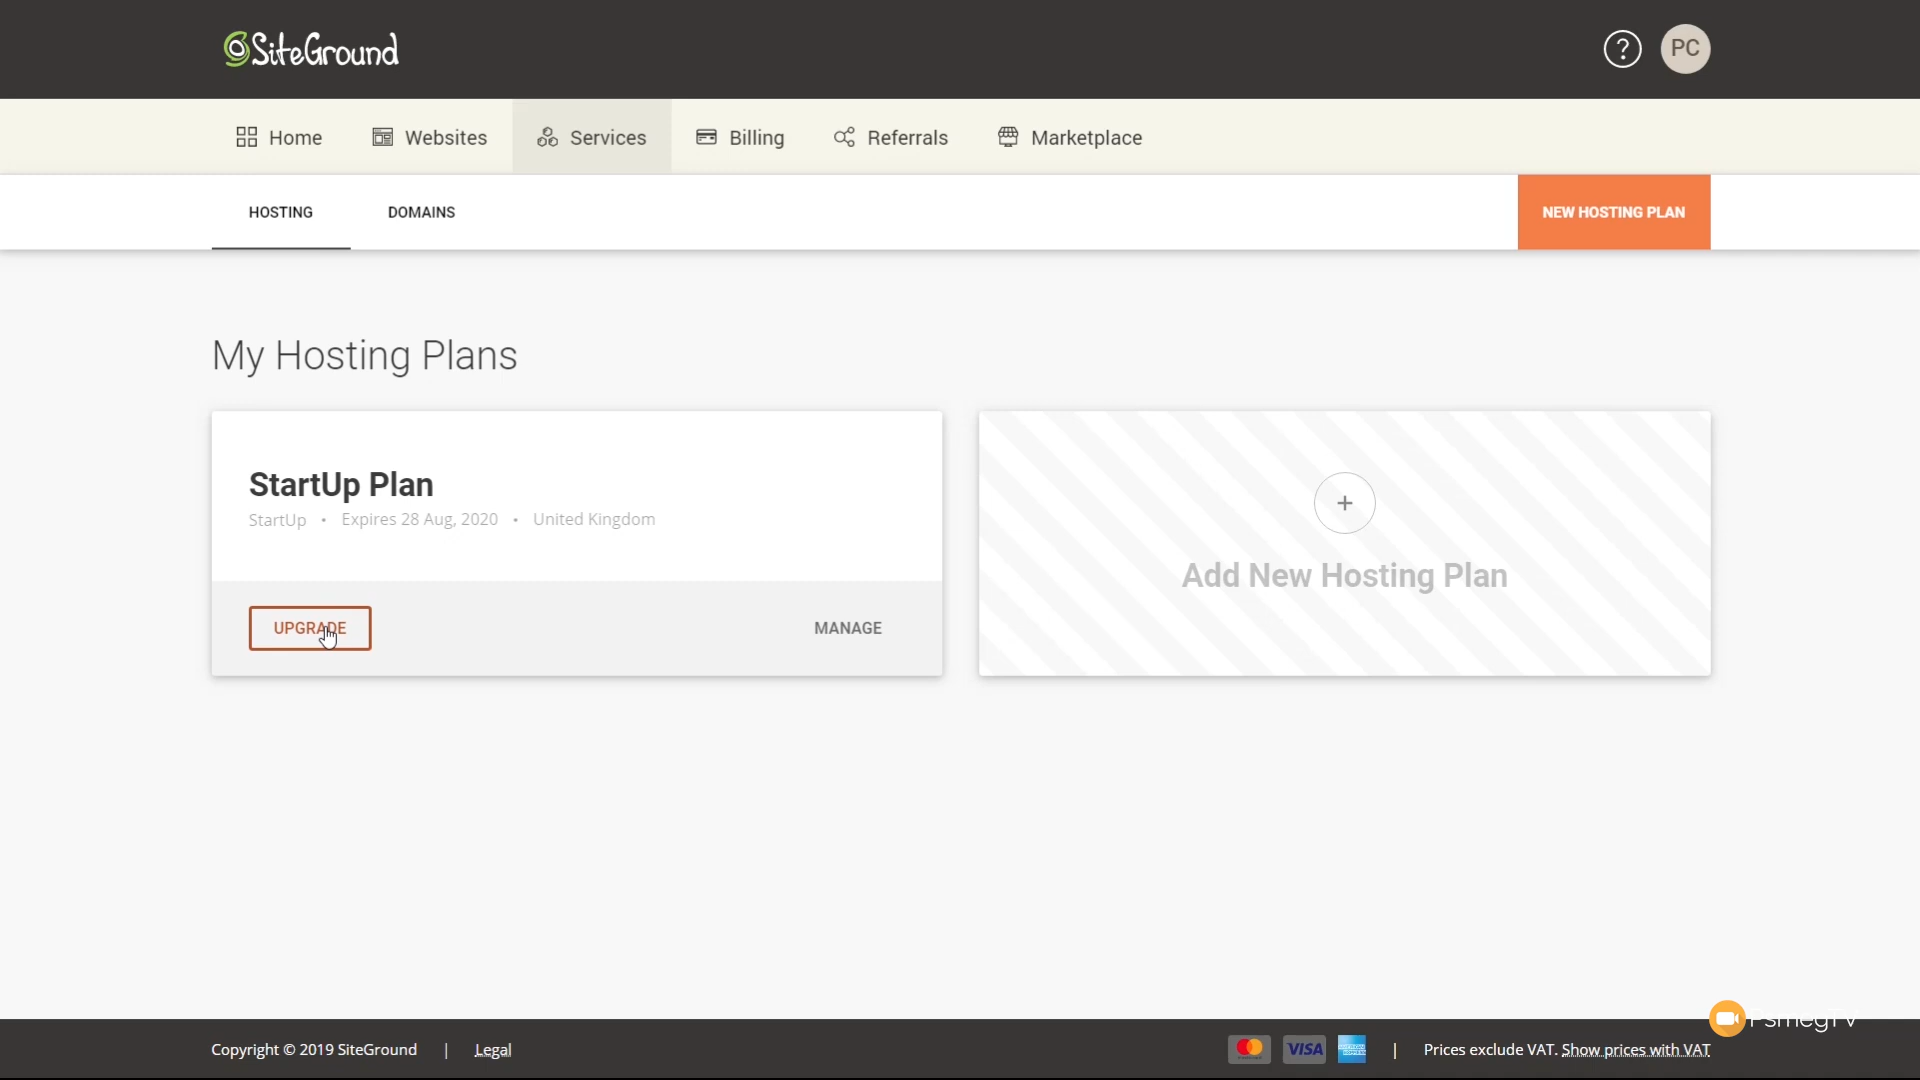 SiteGround
?
PC
Home
Websites
Services
Billing
Referrals
Marketplace
HOSTING
DOMAINS
NEW HOSTING PLAN
My Hosting Plans
StartUp Plan
StartUp • Expires 28 Aug, 2020 • United Kingdom
+
Add New Hosting Plan
UPGRADE
MANAGE
PsmegTV
Copyright © 2019 SiteGround | Legal
VISA
| Prices exclude VAT. Show prices with VAT